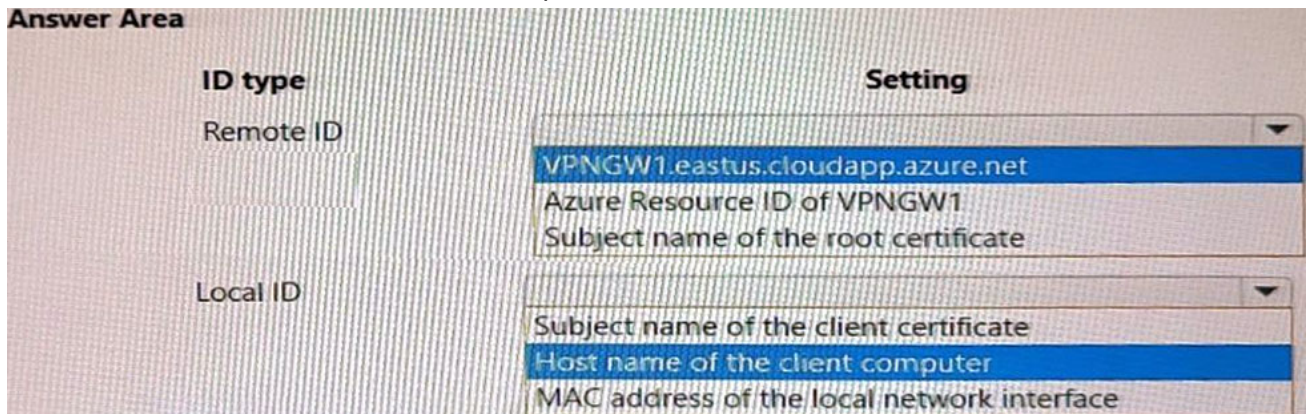 Answer Area
ID type Setting
Remote ID
VPNGW1.eastus.cloudapp.azure.net
Azure Resource ID of VPNGW1
Subject name of the root certificate
Local ID
Subject name of the client certificate
Host name of the client computer
MAC address of the local network interface